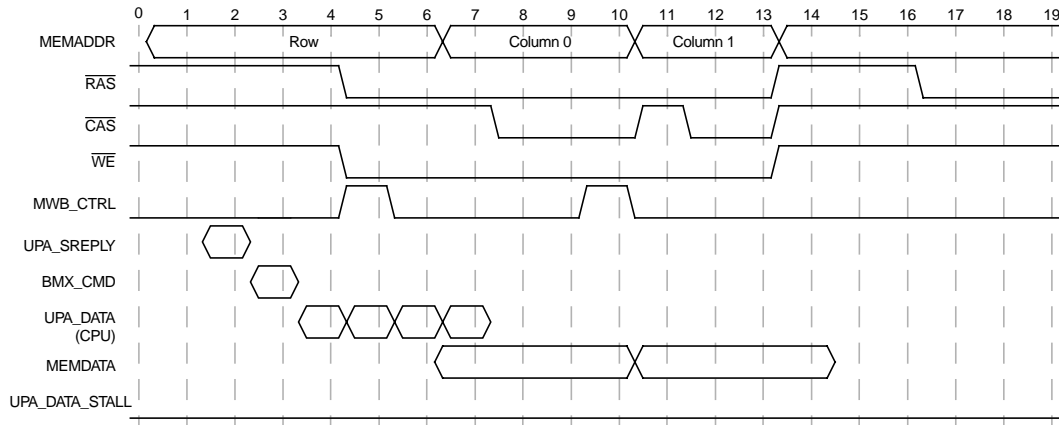 0 1 2 3 4 5 6 7 8 9 10 11 12 13 14 15 16 17 18 19
MEMADDR Row Column 0 Column 1
RAS
CAS
WE
MWB_CTRL
UPA_SREPLY
BMX_CMD
UPA_DATA
(CPU)
MEMDATA
UPA_DATA_STALL